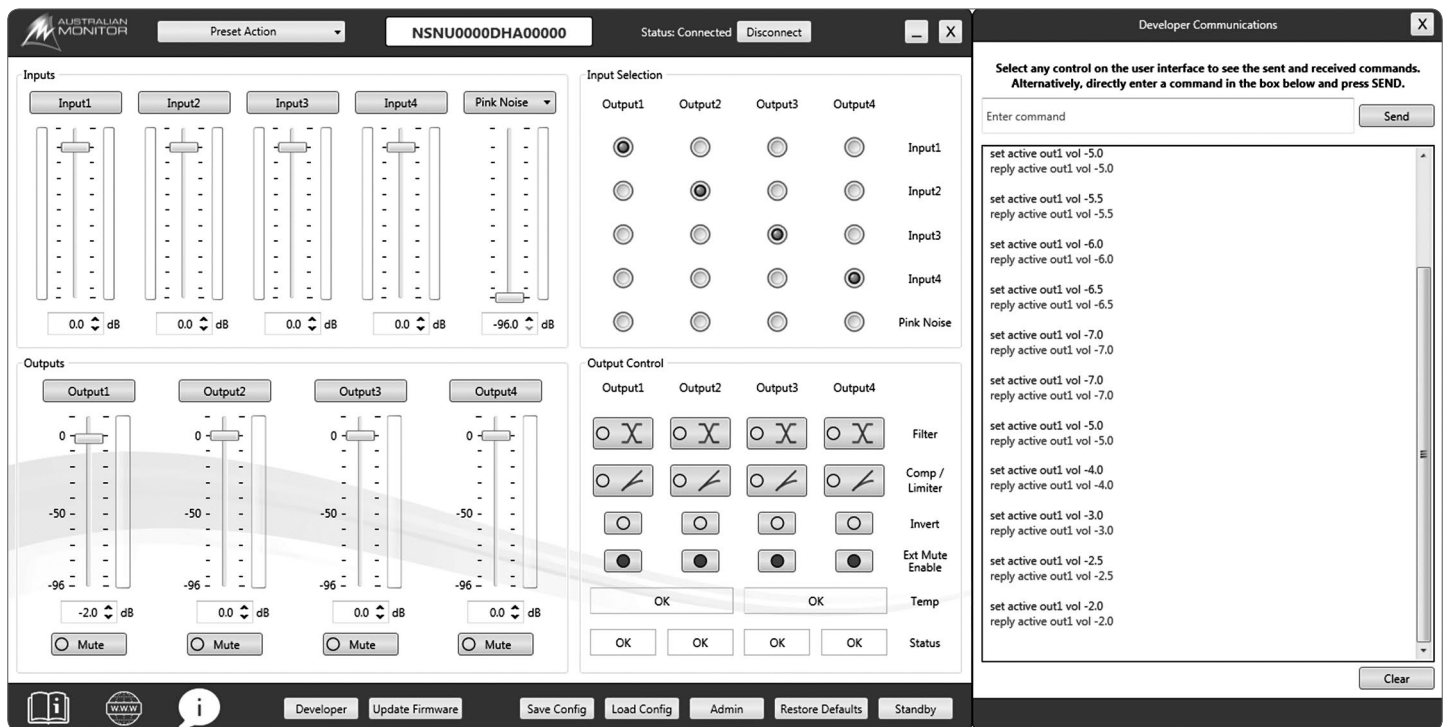 AUSTRALIAN
MONITOR
Preset Action
NSNU0000DHA00000
Status: Connected
Disconnect
X
Inputs
Input1 Input2 Input3 Input4 Pink Noise
0.0 dB 0.0 dB 0.0 dB 0.0 dB -96.0 dB
Input Selection
Output1 Output2 Output3 Output4
Input1
Input2
Input3
Input4
Pink Noise
Outputs
Output1 Output2 Output3 Output4
0 0 0 0
-50 -50 -50 -50
-96 -96 -96 -96
-2.0 dB 0.0 dB 0.0 dB 0.0 dB
Mute Mute Mute Mute
Output Control
Output1 Output2 Output3 Output4
Filter
Comp /
Limiter
Invert
Ext Mute
Enable
OK OK Temp
OK OK OK OK Status
i www i Developer Update Firmware Save Config Load Config Admin Restore Defaults Standby
Developer Communications X
Select any control on the user interface to see the sent and received commands.
Alternatively, directly enter a command in the box below and press SEND.
Enter command Send
set active out1 vol -5.0
reply active out1 vol -5.0
set active out1 vol -5.5
reply active out1 vol -5.5
set active out1 vol -6.0
reply active out1 vol -6.0
set active out1 vol -6.5
reply active out1 vol -6.5
set active out1 vol -7.0
reply active out1 vol -7.0
set active out1 vol -7.0
reply active out1 vol -7.0
set active out1 vol -5.0
reply active out1 vol -5.0
set active out1 vol -4.0
reply active out1 vol -4.0
set active out1 vol -3.0
reply active out1 vol -3.0
set active out1 vol -2.5
reply active out1 vol -2.5
set active out1 vol -2.0
reply active out1 vol -2.0
Clear